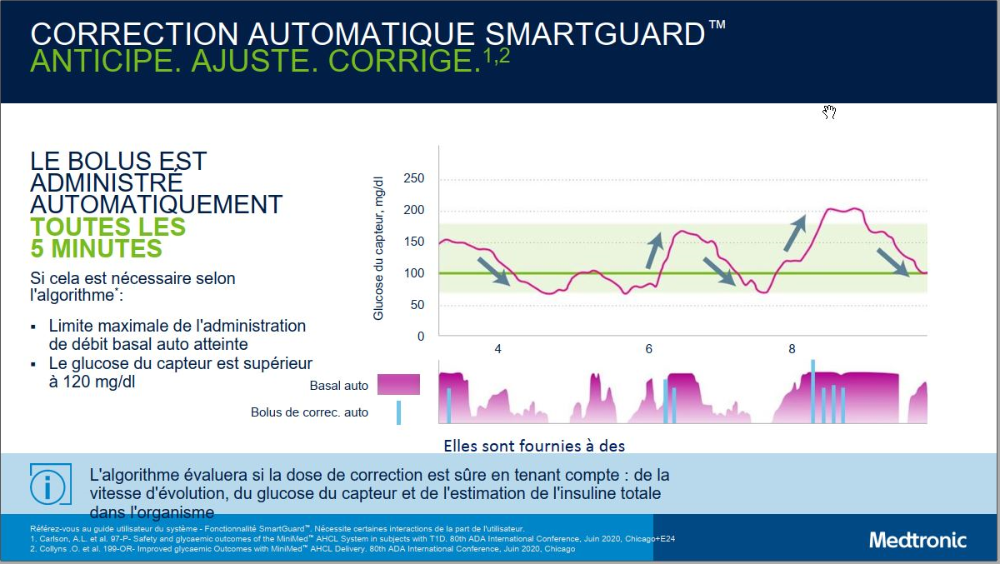 CORRECTION AUTOMATIQUE SMARTGUARD™
ANTICIPE. AJUSTE. CORRIGE.1,2
LE BOLUS EST
ADMINISTRÉ
AUTOMATIQUEMENT
TOUTES LES
5 MINUTES
Si cela est nécessaire selon
l'algorithme*:
▪ Limite maximale de l'administration
de débit basal auto atteinte
▪ Le glucose du capteur est supérieur
à 120 mg/dl
Glucose du capteur, mg/dl
250
200
150
100
50
0
4 6 8
Basal auto
Bolus de correc. auto
Elles sont fournies à des
L'algorithme évaluera si la dose de correction est sûre en tenant compte : de la
vitesse d'évolution, du glucose du capteur et de l'estimation de l'insuline totale
dans l'organisme
Référez-vous au guide utilisateur du système - Fonctionnalité SmartGuard™. Nécessite certaines interactions de la part de l'utilisateur.
1. Carlson, A.L. et al. 97-P- Safety and glycaemic outcomes of the MiniMed™ AHCL System in subjects with T1D. 80th ADA International Conference, Juin 2020, Chicago+E24
2. Collyns .O. et al. 199-OR- Improved glycaemic Outcomes with MiniMed™ AHCL Delivery. 80th ADA International Conference, Juin 2020, Chicago
Medtronic